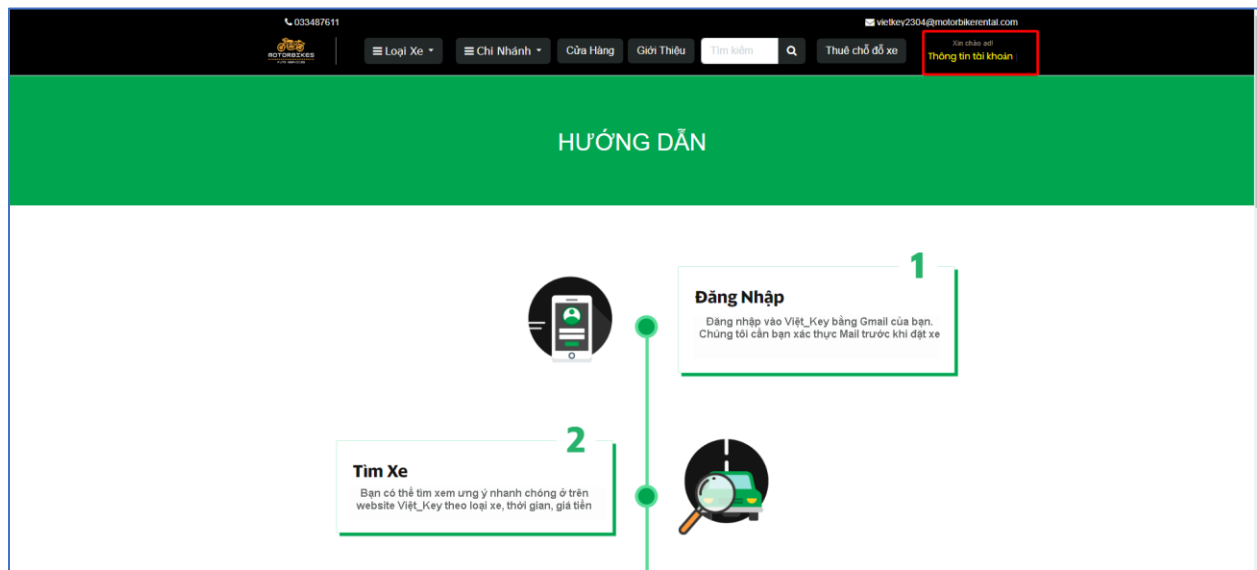 033487611
vietkey2304@motorbikerental.com
MOTORBIKES
Loại Xe
Chi Nhánh
Cửa Hàng
Giới Thiệu
Tìm kiếm
Thuê chỗ đỗ xe
Xin chào ad!
Thông tin tài khoản
HƯỚNG DẪN
1
Đăng Nhập
Đăng nhập vào Việt_Key bằng Gmail của bạn.
Chúng tôi cần bạn xác thực Mail trước khi đặt xe
2
Tìm Xe
Bạn có thể tìm xem ưng ý nhanh chóng ở trên
website Việt_Key theo loại xe, thời gian, giá tiền